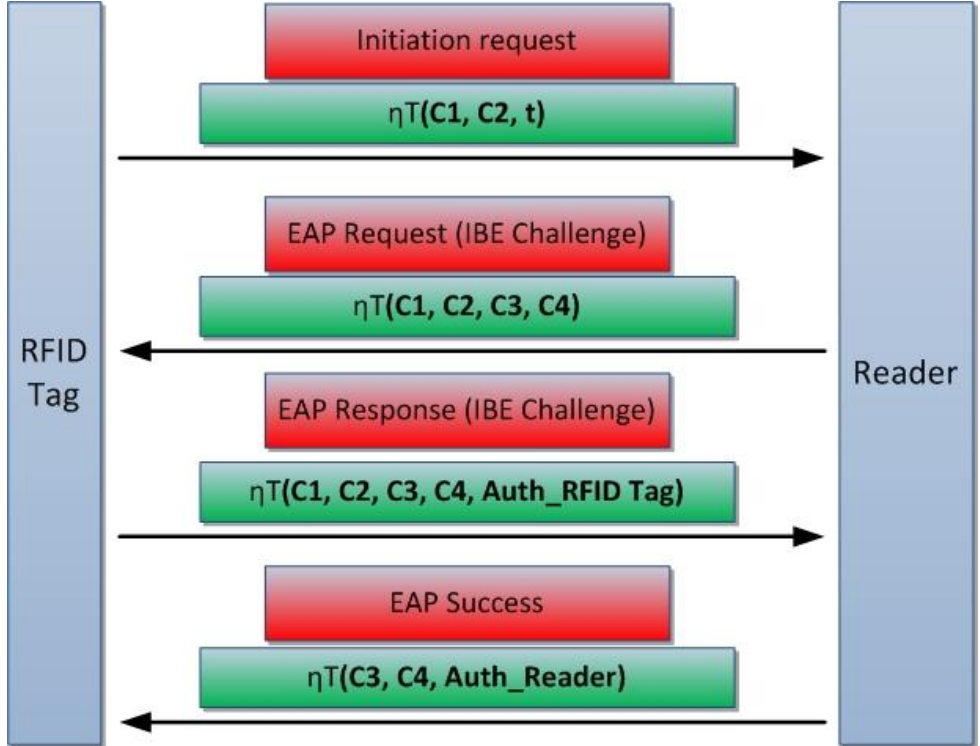 Initiation request
ηT(C1, C2, t)
EAP Request (IBE Challenge)
ηT(C1, C2, C3, C4)
RFID
Tag
Reader
EAP Response (IBE Challenge)
ηT(C1, C2, C3, C4, Auth_RFID Tag)
EAP Success
ηT(C3, C4, Auth_Reader)